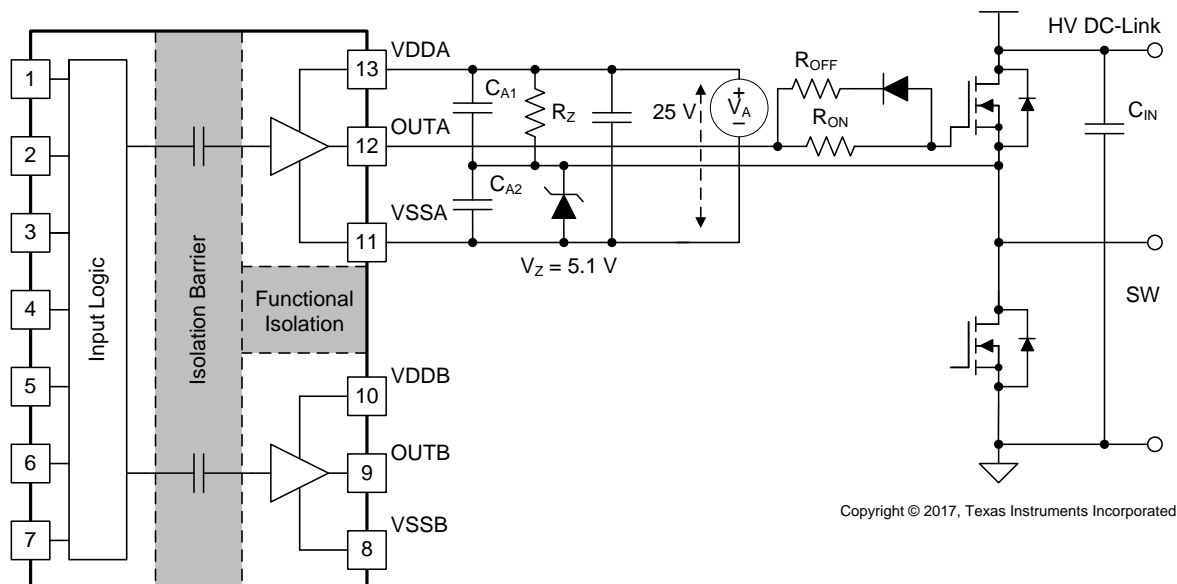 HV DC-Link
1
2
3
4
5
6
7
Input Logic
Isolation Barrier
Functional
Isolation
VDDA
13
OUTA
12
VSSA
11
VDDB
10
OUTB
9
VSSB
8
CA1
RZ
CA2
VZ = 5.1 V
25 V
+
VA
−
ROFF
RON
CIN
SW
Copyright © 2017, Texas Instruments Incorporated